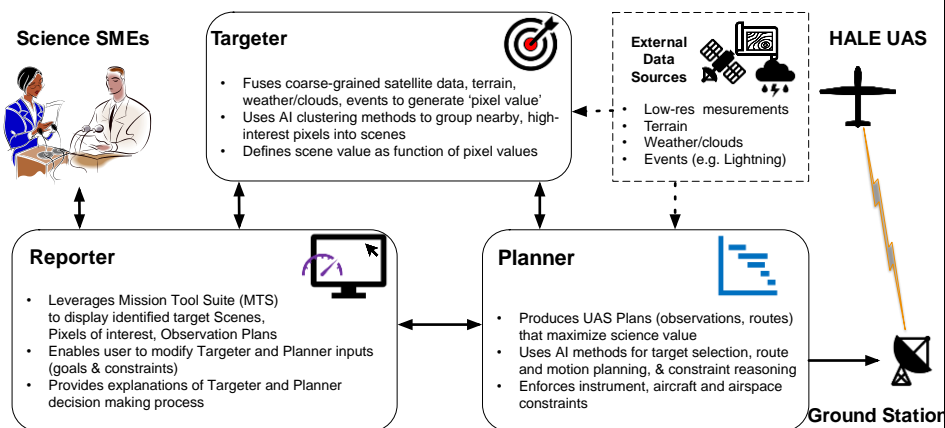 Science SMEs
Targeter
• Fuses coarse-grained satellite data, terrain,
weather/clouds, events to generate ‘pixel value’
• Uses AI clustering methods to group nearby, high-
interest pixels into scenes
• Defines scene value as function of pixel values
External
Data
Sources
• Low-res mesurements
• Terrain
• Weather/clouds
• Events (e.g. Lightning)
HALE UAS
Reporter
• Leverages Mission Tool Suite (MTS)
to display identified target Scenes,
Pixels of interest, Observation Plans
• Enables user to modify Targeter and Planner inputs
(goals & constraints)
• Provides explanations of Targeter and Planner
decision making process
Planner
• Produces UAS Plans (observations, routes)
that maximize science value
• Uses AI methods for target selection, route
and motion planning, & constraint reasoning
• Enforces instrument, aircraft and airspace
constraints
Ground Station